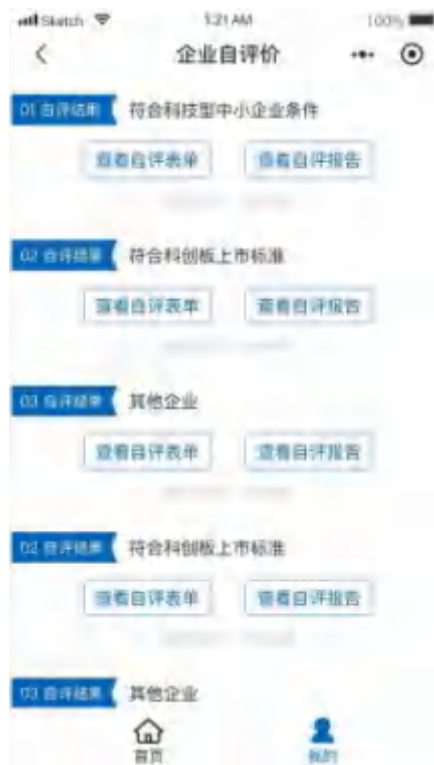 Sketch 1:21 AM 100%
企业自评价
01 自评结果 符合科技型中小企业条件
查看自评表单 查看自评报告
02 自评结果 符合科创板上市标准
查看自评表单 查看自评报告
03 自评结果 其他企业
查看自评表单 查看自评报告
02 自评结果 符合科创板上市标准
查看自评表单 查看自评报告
03 自评结果 其他企业
首页 我的